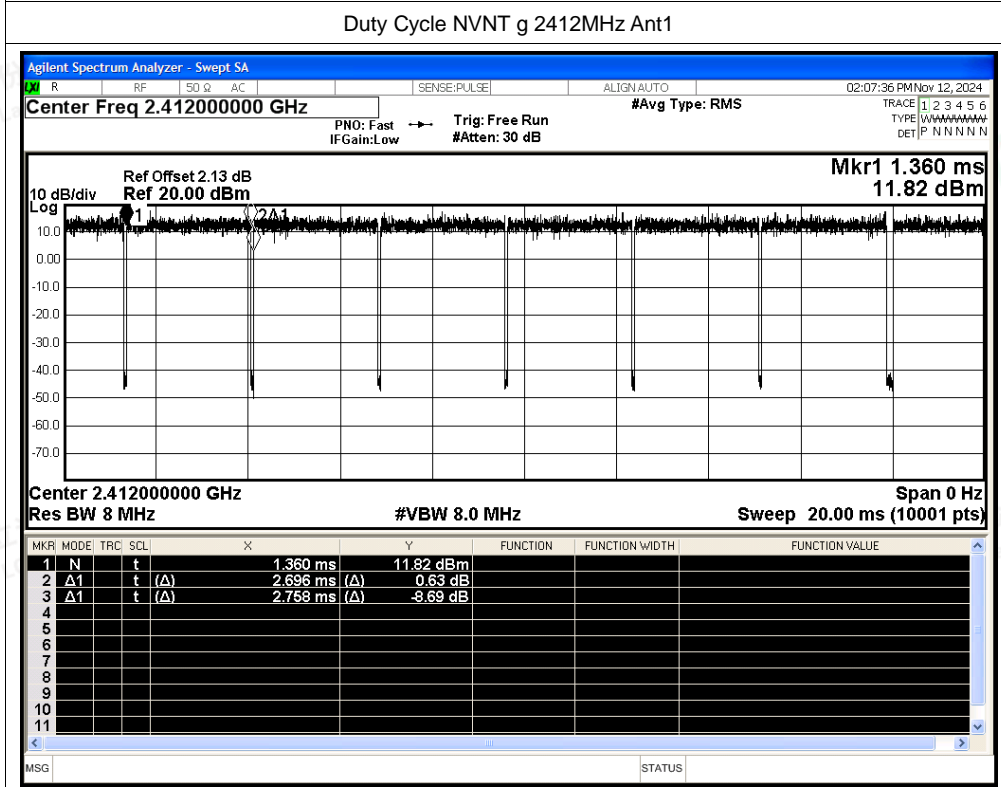 Duty Cycle NVNT g 2412MHz Ant1
Agilent Spectrum Analyzer - Swept SA
LXI R RF 50 Ω AC SENSE:PULSE ALIGN AUTO 02:07:36 PM Nov 12, 2024
Center Freq 2.412000000 GHz #Avg Type: RMS TRACE 1 2 3 4 5 6
PNO: Fast Trig: Free Run TYPE WWWWWW
IFGain:Low #Atten: 30 dB DET P N N N N N
Mkr1 1.360 ms
Ref Offset 2.13 dB
10 dB/div Ref 20.00 dBm 11.82 dBm
Log
1 2Δ1
10.0
0.00
-10.0
-20.0
-30.0
-40.0
-50.0
-60.0
-70.0
Center 2.412000000 GHz Span 0 Hz
Res BW 8 MHz #VBW 8.0 MHz Sweep 20.00 ms (10001 pts)
MKR MODE TRC SCL X Y FUNCTION FUNCTION WIDTH FUNCTION VALUE
1 N t 1.360 ms 11.82 dBm
2 Δ1 t (Δ) 2.696 ms (Δ) 0.63 dB
3 Δ1 t (Δ) 2.758 ms (Δ) -8.69 dB
4
5
6
7
8
9
10
11
MSG STATUS